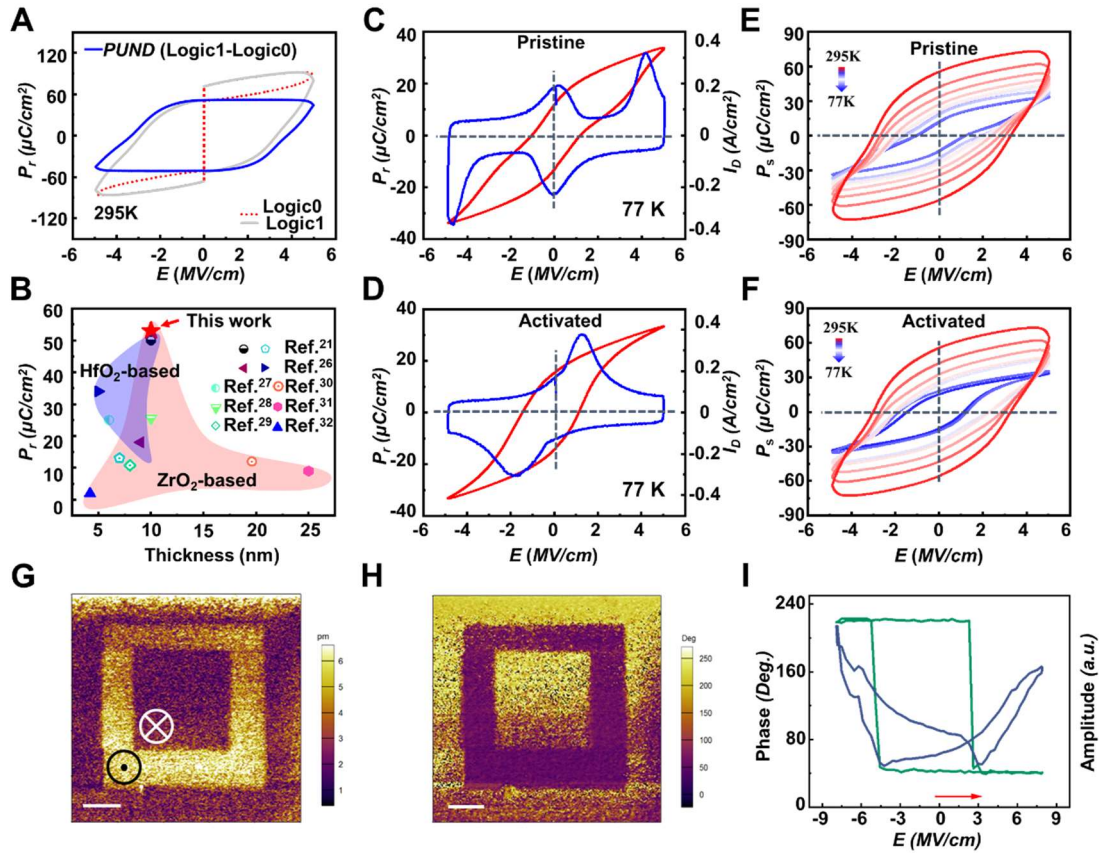 A
PUND (Logic1-Logic0)
120
60
0
-60
-120
Pr (μC/cm²)
295K
Logic0
Logic1
-6 -4 -2 0 2 4 6
E (MV/cm)
C
Pristine
40
20
0
-20
40
Pr (μC/cm²)
0.4
0.2
0
-0.2
-0.4
ID (A/cm²)
77 K
-6 -4 -2 0 2 4 6
E (MV/cm)
E
Pristine
295K
77K
90
60
30
0
-30
-60
-90
Ps (μC/cm²)
-6 -4 -2 0 2 4 6
E (MV/cm)
B
This work
60
50
40
30
20
10
0
Pr (μC/cm²)
HfO2-based
ZrO2-based
Ref.21
Ref.26
Ref.27
Ref.30
Ref.28
Ref.31
Ref.29
Ref.32
5 10 15 20 25
Thickness (nm)
D
Activated
40
20
0
-20
-40
Pr (μC/cm²)
0.4
0.2
0
-0.2
-0.4
ID (A/cm²)
77 K
-6 -4 -2 0 2 4 6
E (MV/cm)
F
Activated
295K
77K
90
60
30
0
-30
-60
-90
Ps (μC/cm²)
-6 -4 -2 0 2 4 6
E (MV/cm)
G
pm
6
5
4
3
2
1
H
Deg
250
200
150
100
50
0
I
240
160
80
0
Phase (Deg.)
Amplitude (a.u.)
-9 -6 -3 0 3 6 9
E (MV/cm)